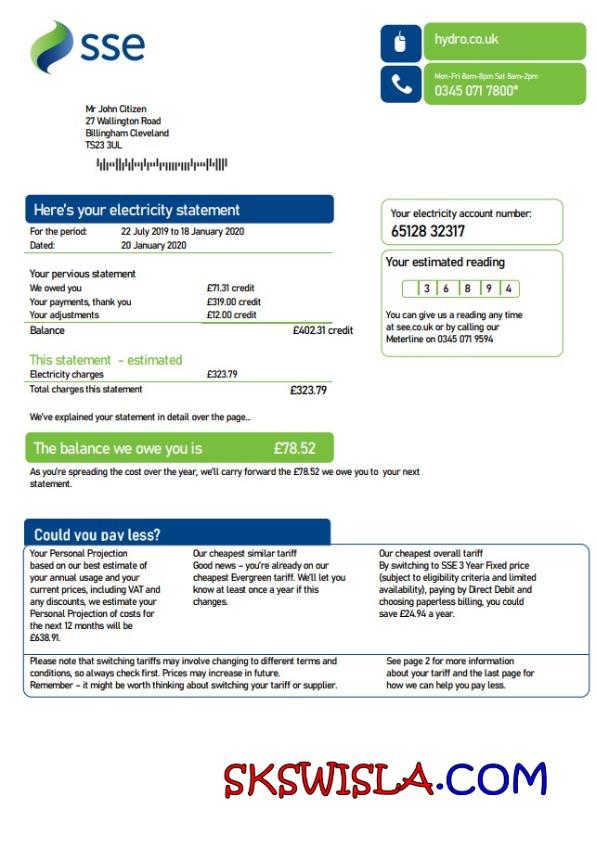 sse
hydro.co.uk
Mon-Fri 8am-8pm Sat 8am-2pm
0345 071 7800*
Mr John Citizen
27 Wallington Road
Billingham Cleveland
TS23 3UL
Here's your electricity statement
For the period: 22 July 2019 to 18 January 2020
Dated: 20 January 2020
Your pervious statement
We owed you £71.31 credit
Your payments, thank you £319.00 credit
Your adjustments £12.00 credit
Balance £402.31 credit
This statement - estimated
Electricity charges £323.79
Total charges this statement £323.79
We've explained your statement in detail over the page...
Your electricity account number:
65128 32317
Your estimated reading
3 6 8 9 4
You can give us a reading any time
at see.co.uk or by calling our
Meterline on 0345 071 9594
The balance we owe you is £78.52
As you're spreading the cost over the year, we'll carry forward the £78.52 we owe you to your next
statement.
Could you pay less?
Your Personal Projection
based on our best estimate of
your annual usage and your
current prices, including VAT and
any discounts, we estimate your
Personal Projection of costs for
the next 12 months will be
£638.91.
Our cheapest similar tariff
Good news – you're already on our
cheapest Evergreen tariff. We'll let you
know at least once a year if this
changes.
Our cheapest overall tariff
By switching to SSE 3 Year Fixed price
(subject to eligibility criteria and limited
availability), paying by Direct Debit and
choosing paperless billing, you could
save £24.94 a year.
Please note that switching tariffs may involve changing to different terms and
conditions, so always check first. Prices may increase in future.
Remember – it might be worth thinking about switching your tariff or supplier.
See page 2 for more information
about your tariff and the last page for
how we can help you pay less.
SKSWISLA.COM